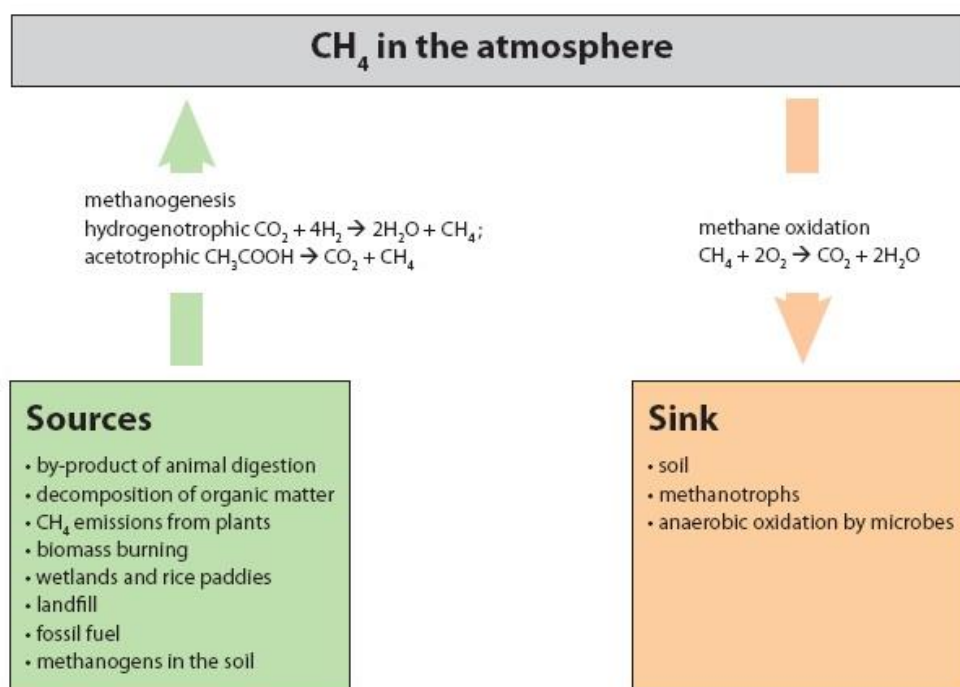 CH₄ in the atmosphere
methanogenesis
hydrogenotrophic CO₂ + 4H₂ → 2H₂O + CH₄;
acetotrophic CH₃COOH → CO₂ + CH₄
methane oxidation
CH₄ + 2O₂ → CO₂ + 2H₂O
Sources
• by-product of animal digestion
• decomposition of organic matter
• CH₄ emissions from plants
• biomass burning
• wetlands and rice paddies
• landfill
• fossil fuel
• methanogens in the soil
Sink
• soil
• methanotrophs
• anaerobic oxidation by microbes